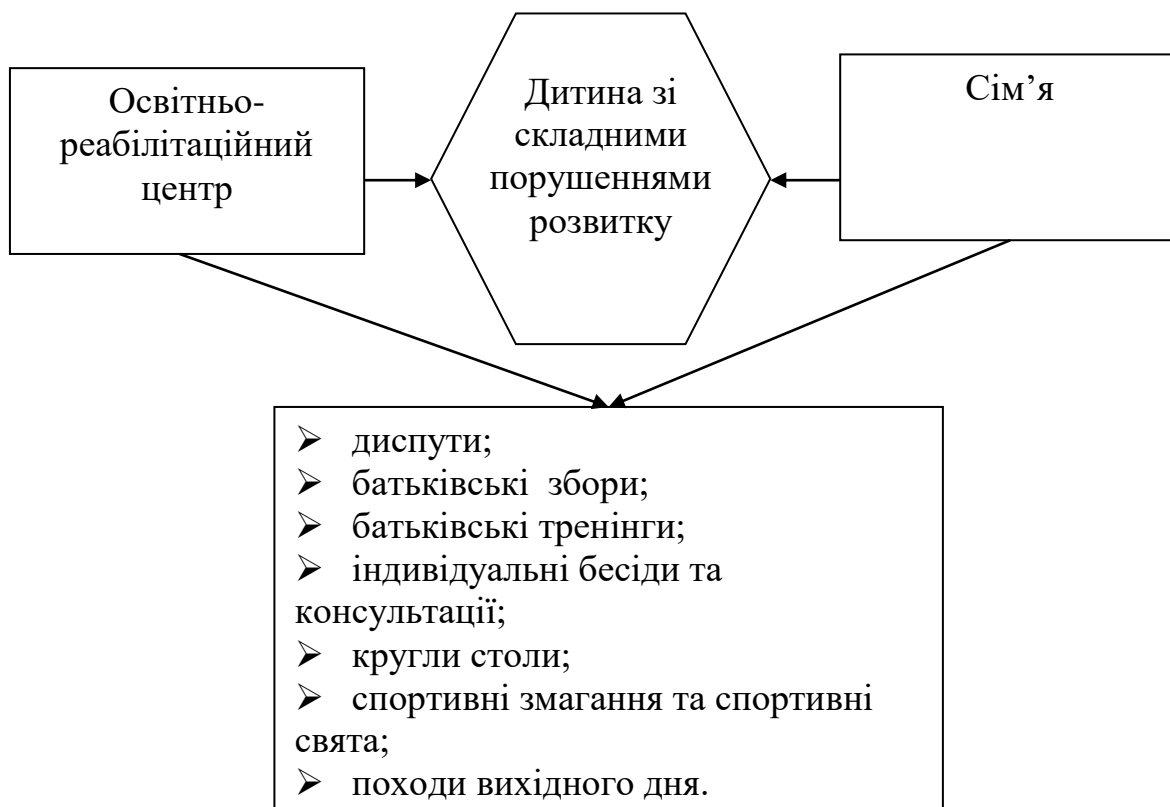 Освітньо-
реабілітаційний
центр
Дитина зі
складними
порушеннями
розвитку
Сім’я
➢ диспути;
➢ батьківські збори;
➢ батьківські тренінги;
➢ індивідуальні бесіди та
консультації;
➢ кругли столи;
➢ спортивні змагання та спортивні
свята;
➢ походи вихідного дня.